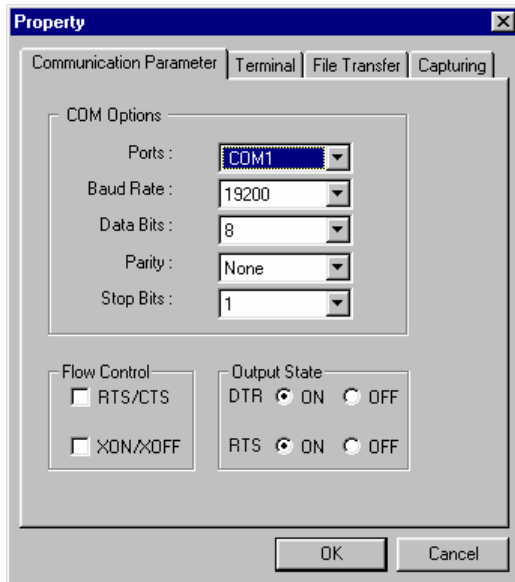 Property
Communication Parameter Terminal File Transfer Capturing
COM Options
Ports : COM1
Baud Rate : 19200
Data Bits : 8
Parity : None
Stop Bits : 1
Flow Control
RTS/CTS
XON/XOFF
Output State
DTR ON OFF
RTS ON OFF
OK Cancel